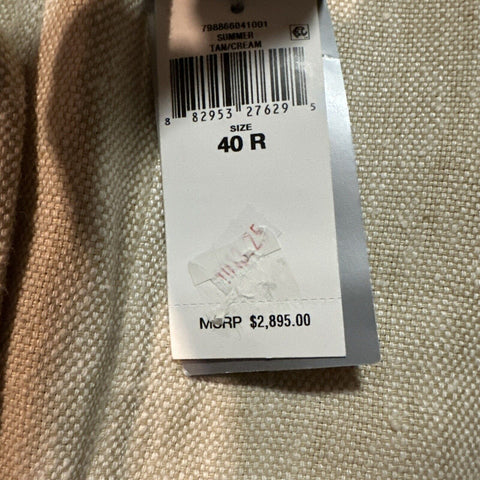 798866041001
SUMMER
TAN/CREAM
8 82953 27629 5
SIZE
40 R
MSRP $2,895.00